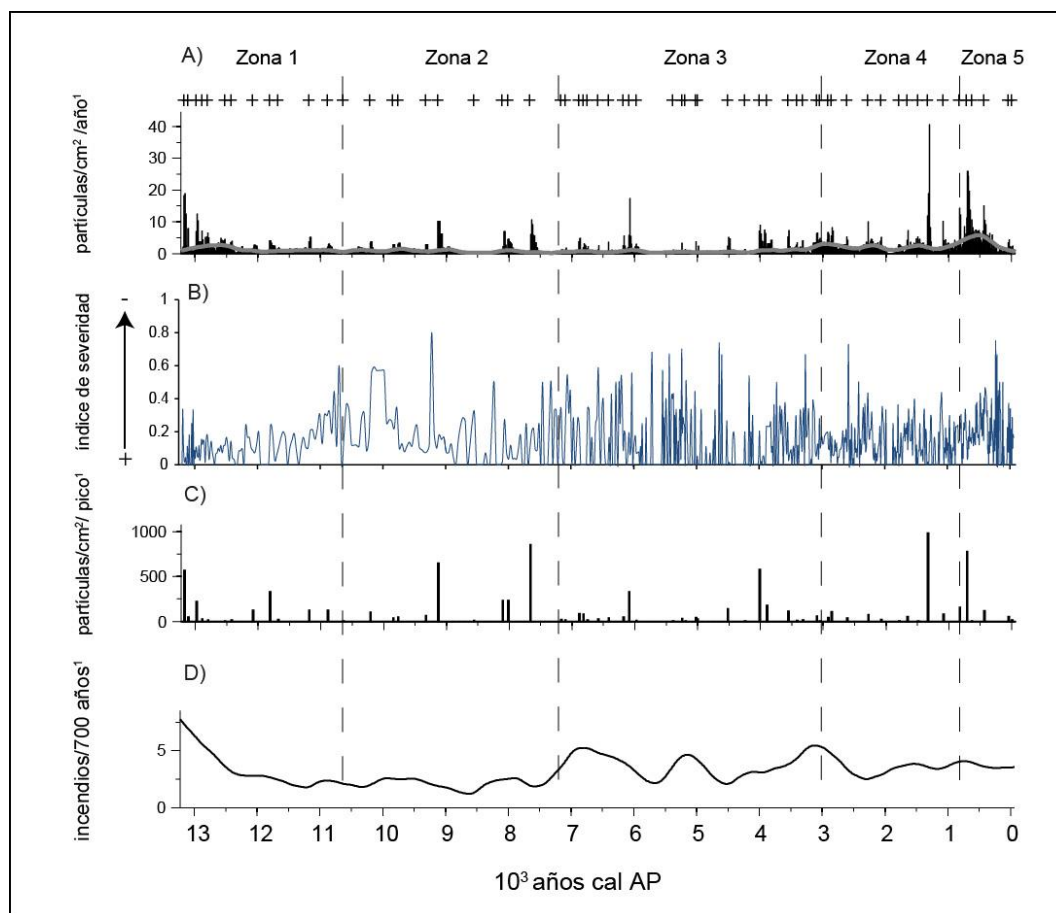 A) Zona 1 Zona 2 Zona 3 Zona 4 Zona 5
partículas/cm² /año¹
40
30
20
10
0
B)
-
+
índice de severidad
1
0.8
0.6
0.4
0.2
0
C)
partículas/cm²/ pico¹
1000
500
0
D)
incendios/700 años¹
5
0
13 12 11 10 9 8 7 6 5 4 3 2 1 0
10³ años cal AP